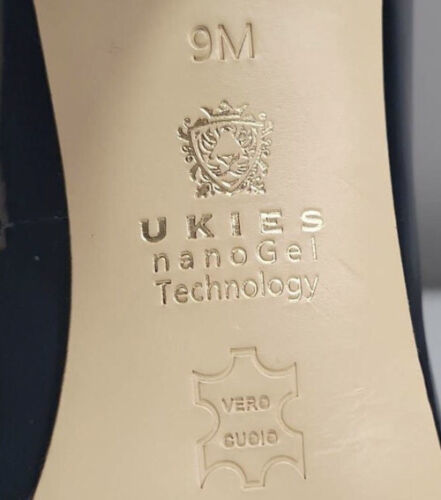 9M
UKIES
nanoGel
Technology
VERO
CUOIO